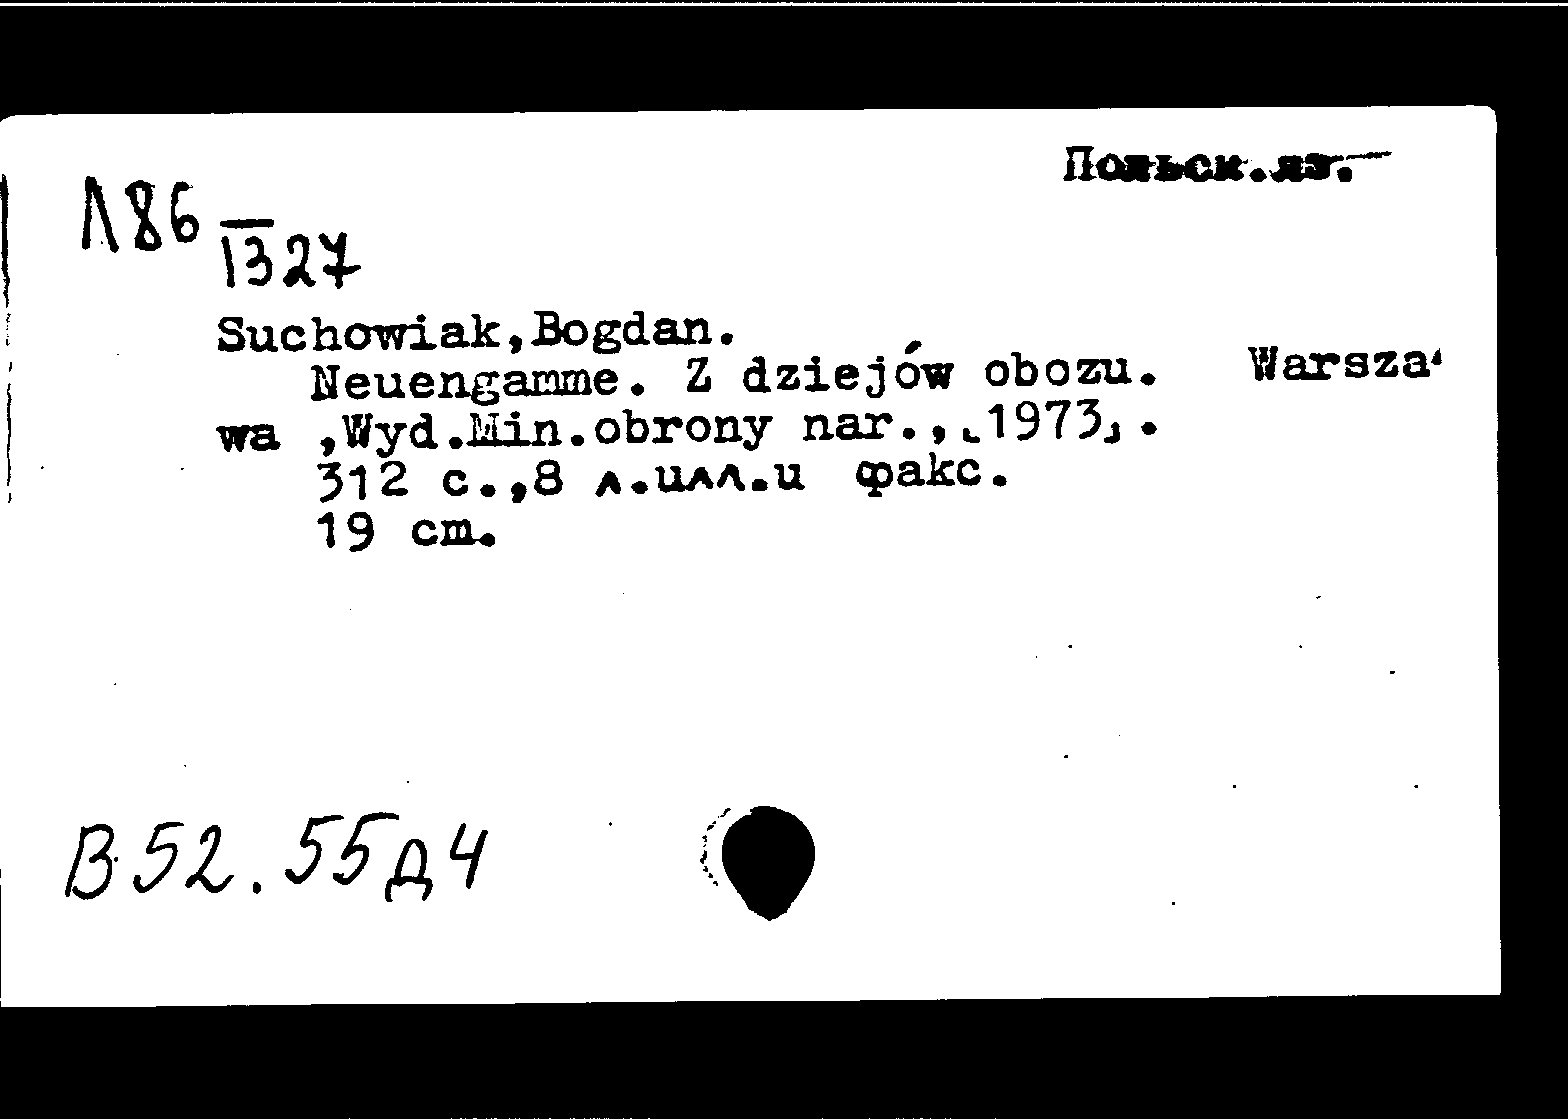 Польск.яз.
Л86
1327
Suchowiak,Bogdan.
Neuengamme. Z dziejów obozu. Warsza-
wa ,Wyd.Min.obrony nar.,[1973].
312 с.,8 л.илл.и факс.
19 cm.
В52.55д4